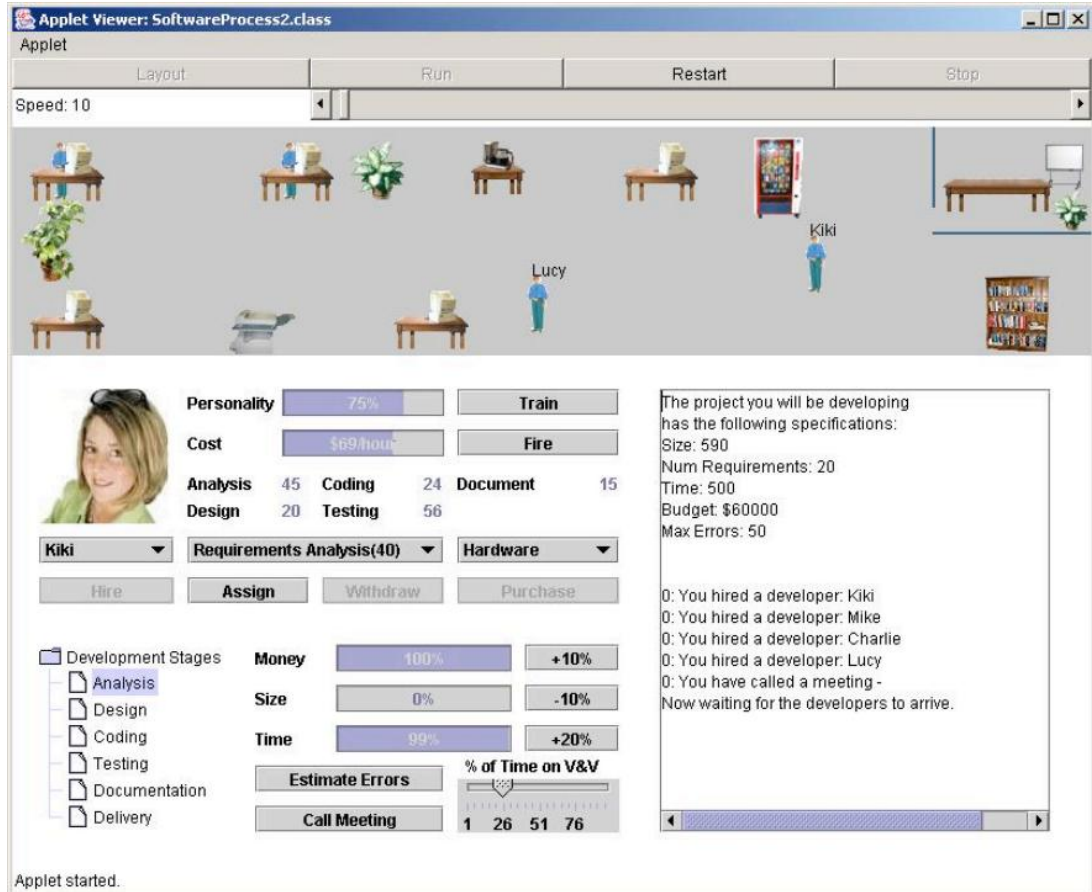 Applet Viewer: SoftwareProcess2.class
Applet
Layout Run Restart Stop
Speed: 10
Kiki
Lucy
Personality 75% Train
Cost $69/hour Fire
Analysis 45 Coding 24 Document 15
Design 20 Testing 56
Kiki Requirements Analysis(40) Hardware
Hire Assign Withdraw Purchase
Development Stages
Analysis
Design
Coding
Testing
Documentation
Delivery
Money 100% +10%
Size 0% -10%
Time 99% +20%
Estimate Errors
Call Meeting
% of Time on V&V
1 26 51 76
The project you will be developing
has the following specifications:
Size: 590
Num Requirements: 20
Time: 500
Budget: $60000
Max Errors: 50
0: You hired a developer: Kiki
0: You hired a developer: Mike
0: You hired a developer: Charlie
0: You hired a developer: Lucy
0: You have called a meeting -
Now waiting for the developers to arrive.
Applet started.